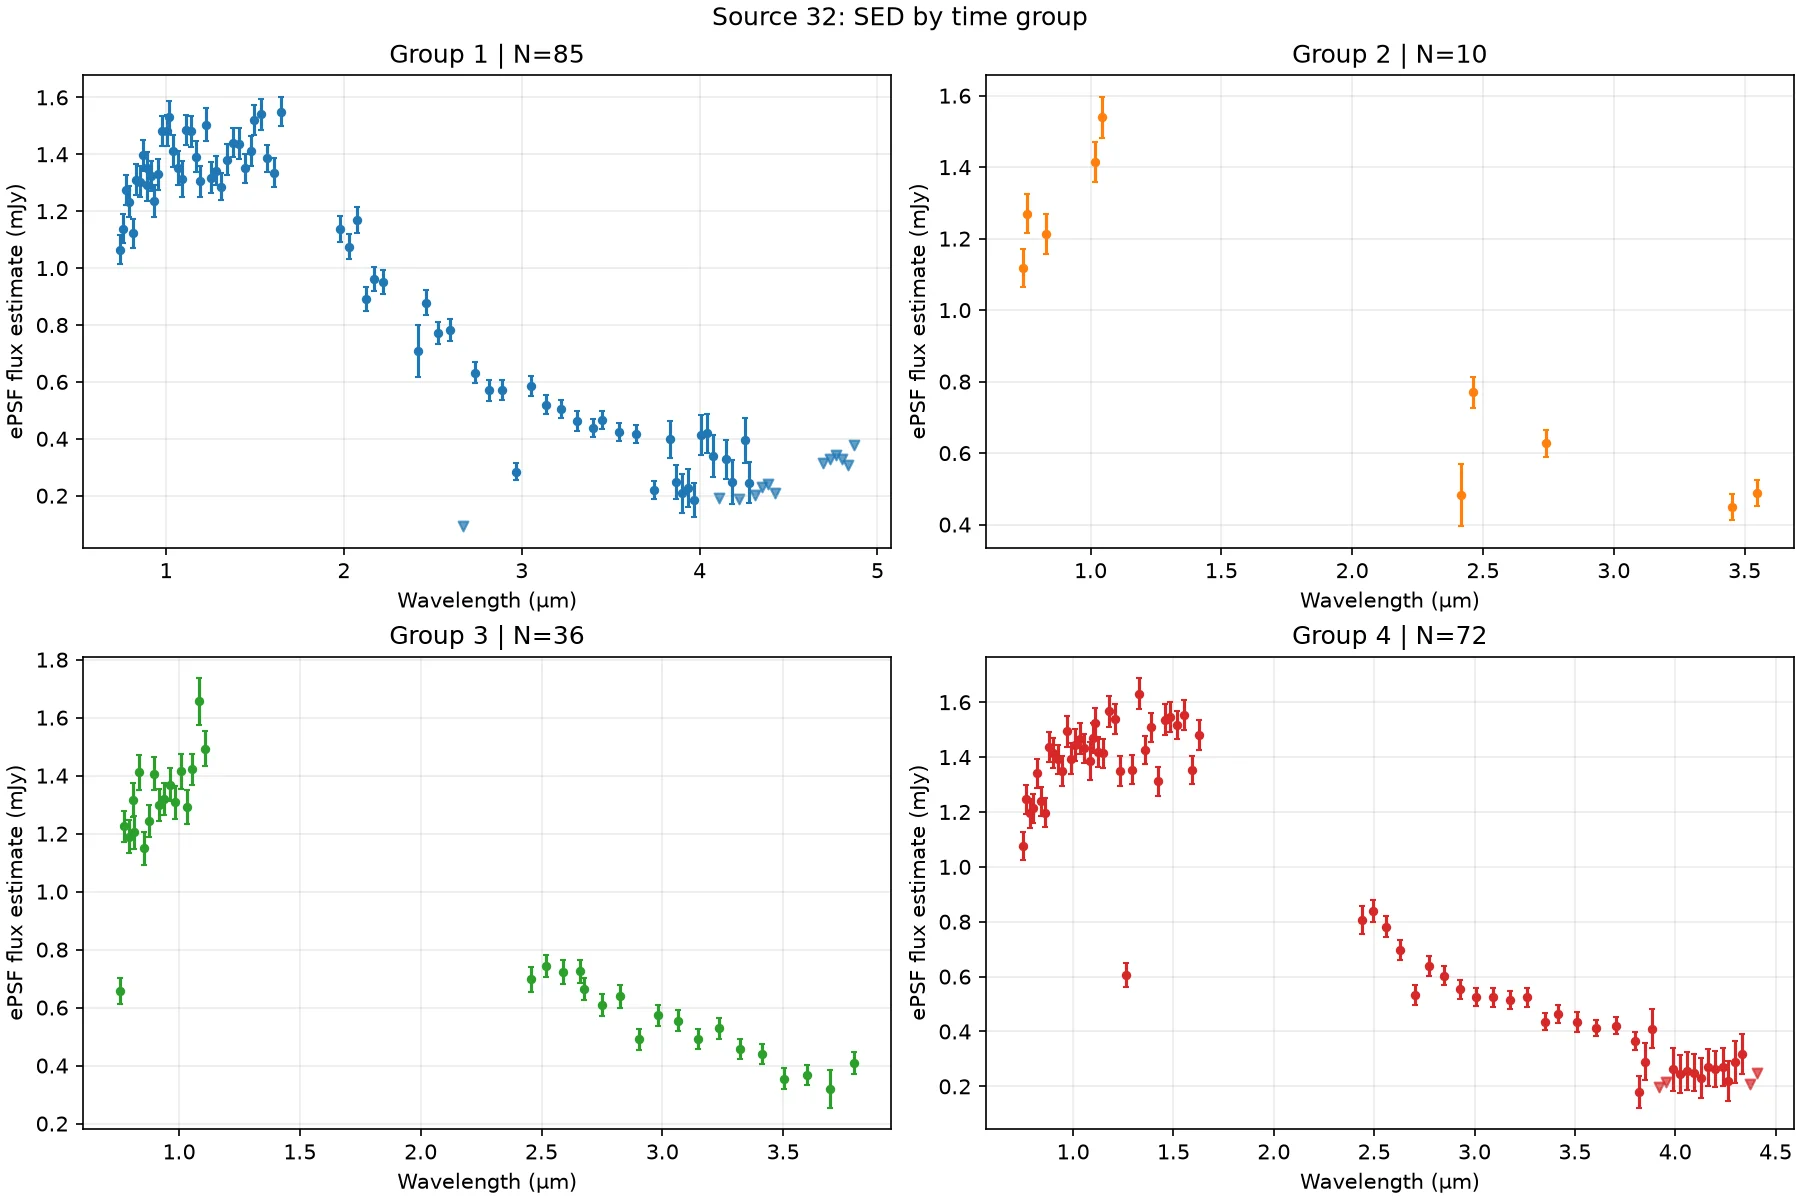 Source 32: SED by time group
Group 1 | N=85
ePSF flux estimate (mJy)
1.6
1.4
1.2
1.0
0.8
0.6
0.4
0.2
1 2 3 4 5
Wavelength (µm)
Group 2 | N=10
ePSF flux estimate (mJy)
1.6
1.4
1.2
1.0
0.8
0.6
0.4
1.0 1.5 2.0 2.5 3.0 3.5
Wavelength (µm)
Group 3 | N=36
ePSF flux estimate (mJy)
1.8
1.6
1.4
1.2
1.0
0.8
0.6
0.4
0.2
1.0 1.5 2.0 2.5 3.0 3.5
Wavelength (µm)
Group 4 | N=72
ePSF flux estimate (mJy)
1.6
1.4
1.2
1.0
0.8
0.6
0.4
0.2
1.0 1.5 2.0 2.5 3.0 3.5 4.0 4.5
Wavelength (µm)